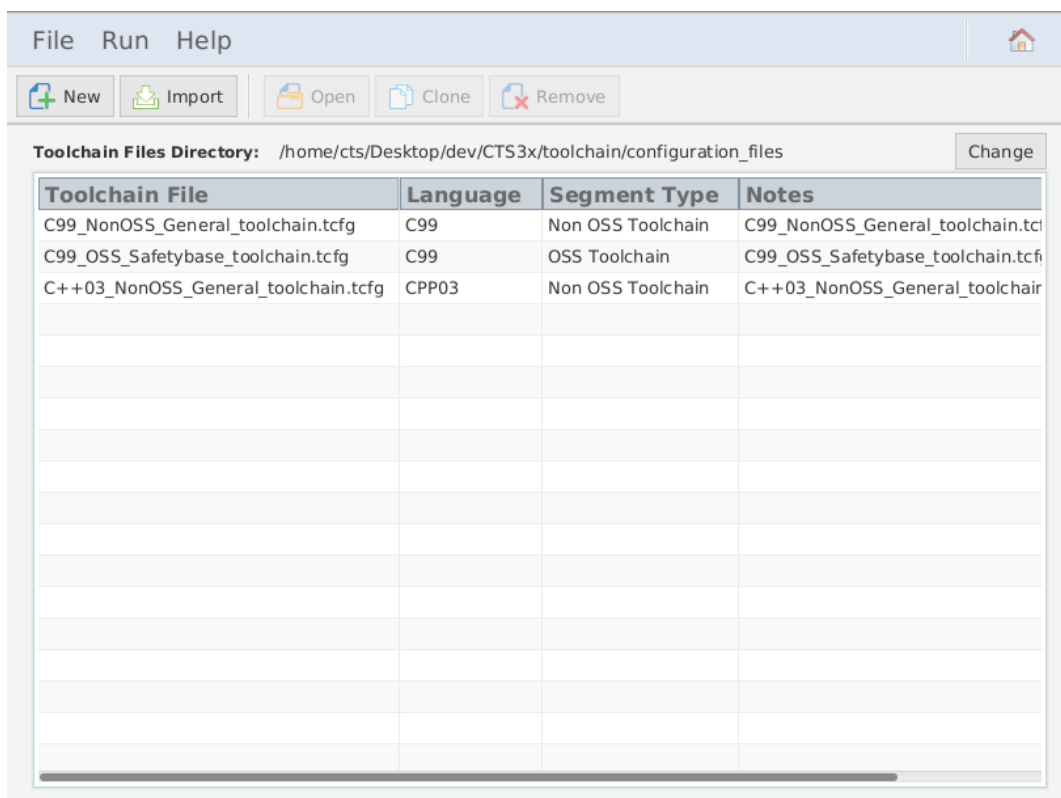 File Run Help
New Import Open Clone Remove
Toolchain Files Directory: /home/cts/Desktop/dev/CTS3x/toolchain/configuration_files Change
Toolchain File Language Segment Type Notes
C99_NonOSS_General_toolchain.tcfg C99 Non OSS Toolchain C99_NonOSS_General_toolchain.tcf
C99_OSS_Safetybase_toolchain.tcfg C99 OSS Toolchain C99_OSS_Safetybase_toolchain.tcfg
C++03_NonOSS_General_toolchain.tcfg CPP03 Non OSS Toolchain C++03_NonOSS_General_toolchain